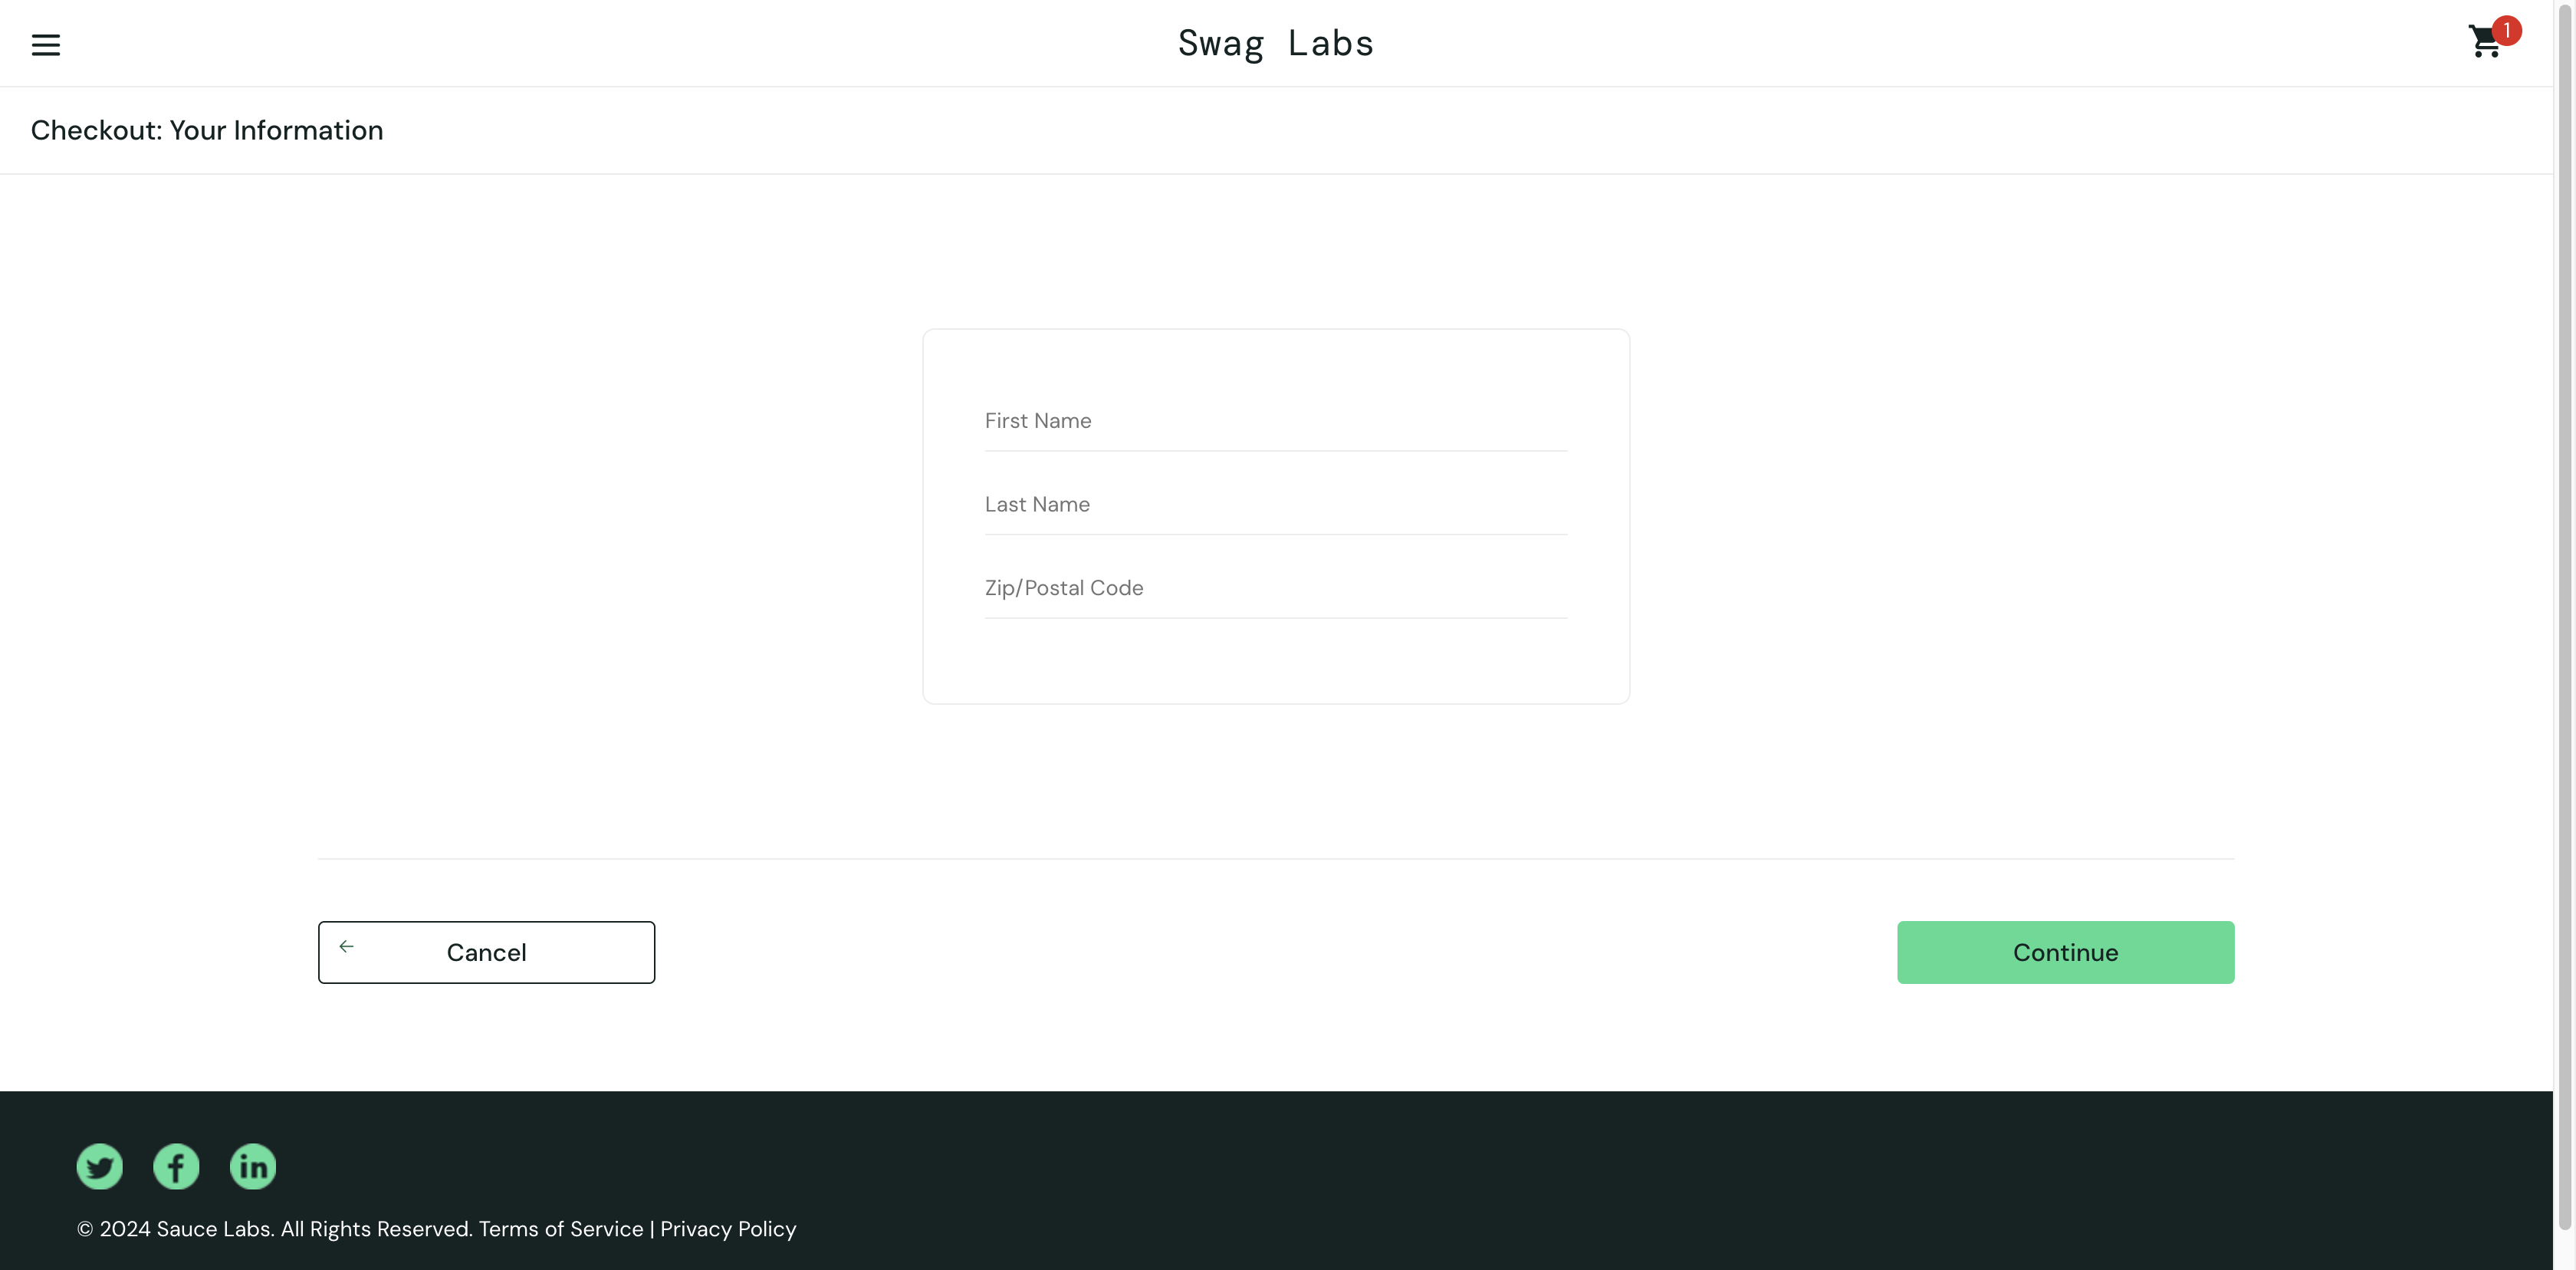 Swag Labs
1
Checkout: Your Information
First Name
Last Name
Zip/Postal Code
Cancel
Continue
© 2024 Sauce Labs. All Rights Reserved. Terms of Service | Privacy Policy